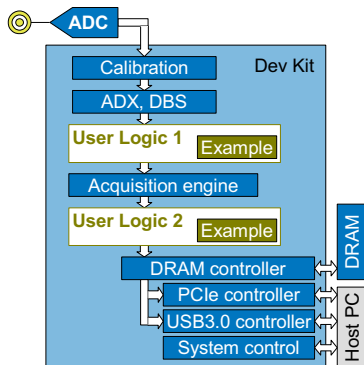 ADC
Dev Kit
Calibration
ADX, DBS
User Logic 1
Example
Acquisition engine
User Logic 2
Example
DRAM controller
DRAM
PCIe controller
USB3.0 controller
System control
Host PC